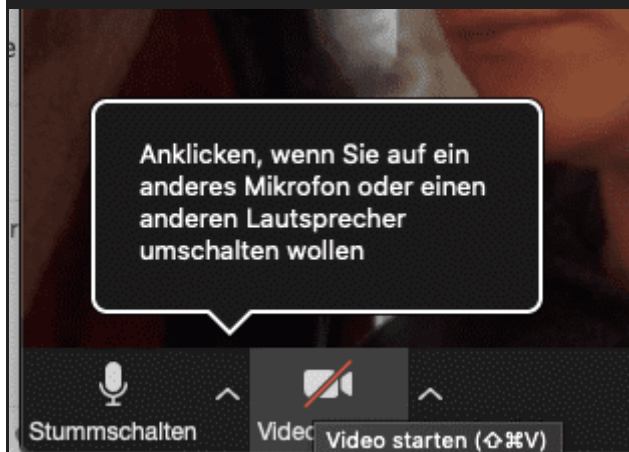 Anklicken, wenn Sie auf ein
anderes Mikrofon oder einen
anderen Lautsprecher
umschalten wollen
Stummschalten
Video starten (⇧⌘V)